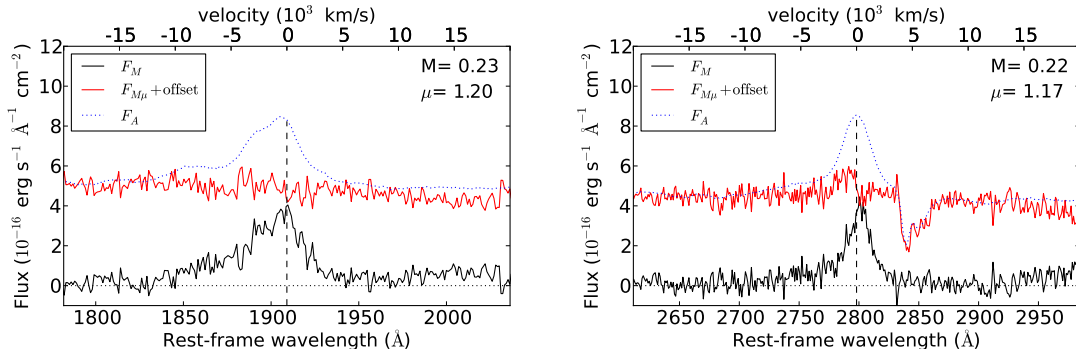 velocity (10³ km/s)
-15 -10 -5 0 5 10 15
12
10
8
6
4
2
0
Flux (10⁻¹⁶ erg s⁻¹ Å⁻¹ cm⁻²)
F_M
F_Mμ + offset
F_A
M= 0.23
μ= 1.20
1800 1850 1900 1950 2000
Rest-frame wavelength (Å)
velocity (10³ km/s)
-15 -10 -5 0 5 10 15
12
10
8
6
4
2
0
Flux (10⁻¹⁶ erg s⁻¹ Å⁻¹ cm⁻²)
F_M
F_Mμ + offset
F_A
M= 0.22
μ= 1.17
2650 2700 2750 2800 2850 2900 2950
Rest-frame wavelength (Å)